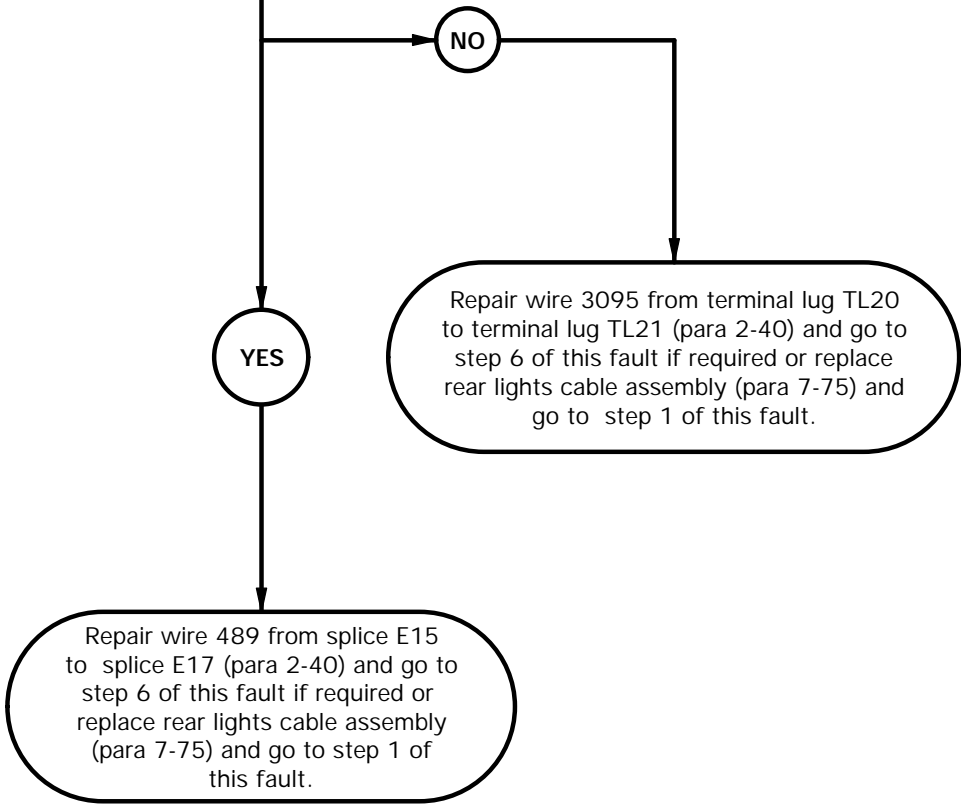 NO
Repair wire 3095 from terminal lug TL20
to terminal lug TL21 (para 2-40) and go to
step 6 of this fault if required or replace
rear lights cable assembly (para 7-75) and
go to step 1 of this fault.
YES
Repair wire 489 from splice E15
to splice E17 (para 2-40) and go to
step 6 of this fault if required or
replace rear lights cable assembly
(para 7-75) and go to step 1 of
this fault.